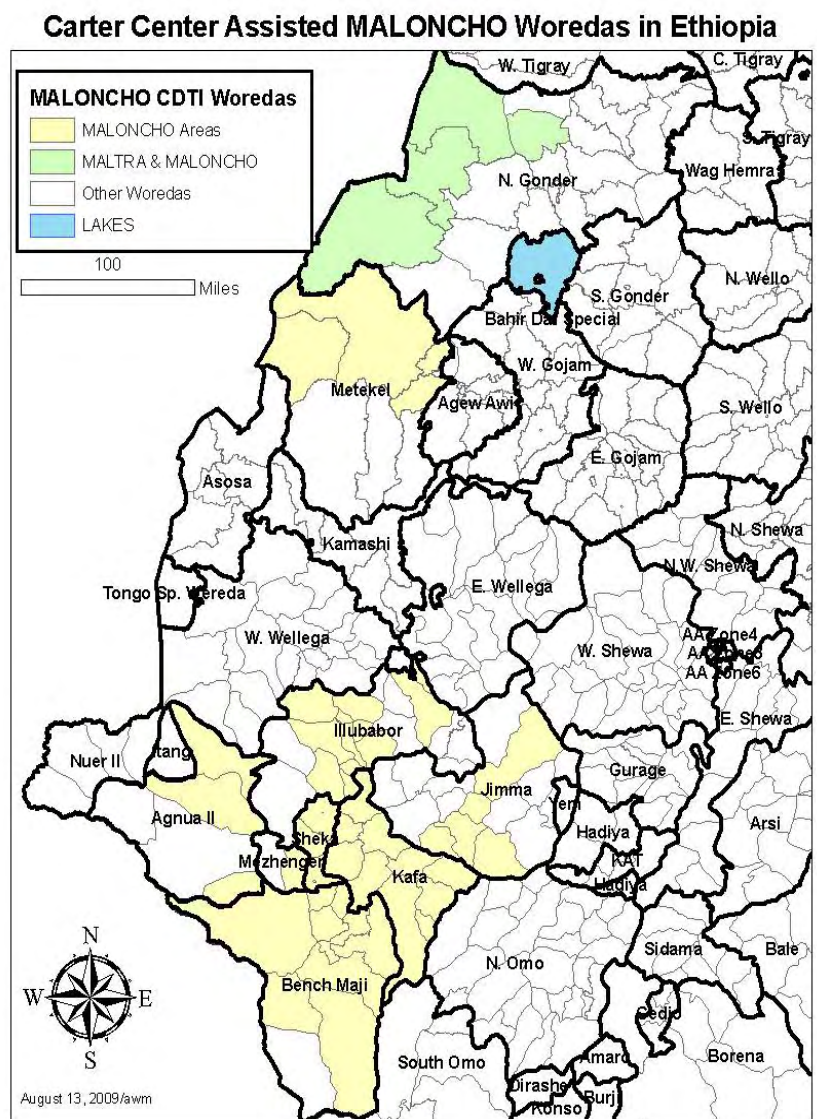 Carter Center Assisted MALONCHO Woredas in Ethiopia
MALONCHO CDTI Woredas
MALONCHO Areas
MALTRA & MALONCHO
Other Woredas
LAKES
100
Miles
W. Tigray
C. Tigray
S. Tigray
Wag Hemra
N. Gonder
N. Wello
S. Gonder
Bahir Dar Special
W. Gojam
Metekel
Agew Awi
S. Wello
E. Gojam
Asosa
N. Shewa
Kamashi
N.W. Shewa
E. Wellega
Tongo Sp. Wereda
W. Wellega
AA Zone4
W. Shewa
AA Zone3
AA Zone6
E. Shewa
Illubabor
Nuer II
Itang
Gurage
Jimma
Yem
Agnua II
Hadiya
Arsi
Sheka
Mezhenger
KAT
Kafa
Hadiya
N. Omo
Sidama
Bale
N
W
E
S
Bench Maji
Amaro
Borena
South Omo
Dirashe
Burji
Konso
August 13, 2009/awm